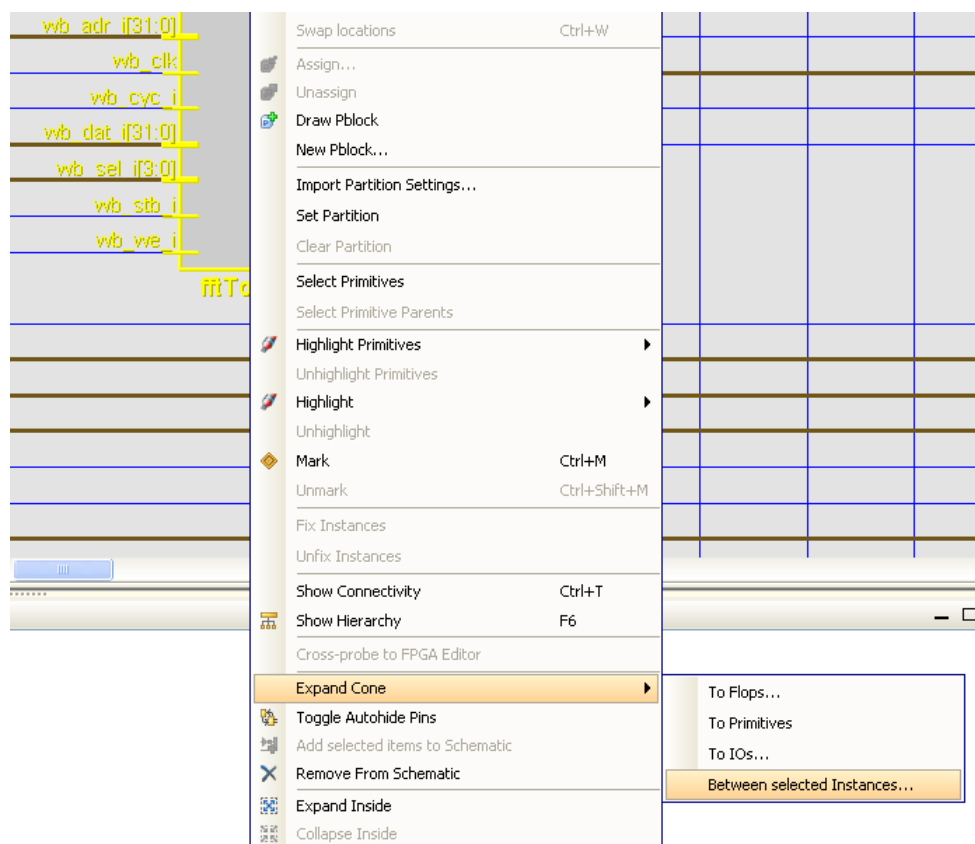 wb_adr_i[31:0]
wb_clk
wb_cyc_i
wb_dat_i[31:0]
wb_sel_i[3:0]
wb_stb_i
wb_we_i
Swap locations Ctrl+W
Assign...
Unassign
Draw Pblock
New Pblock...
Import Partition Settings...
Set Partition
Clear Partition
Select Primitives
Select Primitive Parents
Highlight Primitives
Unhighlight Primitives
Highlight
Unhighlight
Mark Ctrl+M
Unmark Ctrl+Shift+M
Fix Instances
Unfix Instances
Show Connectivity Ctrl+T
Show Hierarchy F6
Cross-probe to FPGA Editor
Expand Cone
Toggle Autohide Pins
Add selected items to Schematic
Remove From Schematic
Expand Inside
Collapse Inside
To Flops...
To Primitives
To IOs...
Between selected Instances...